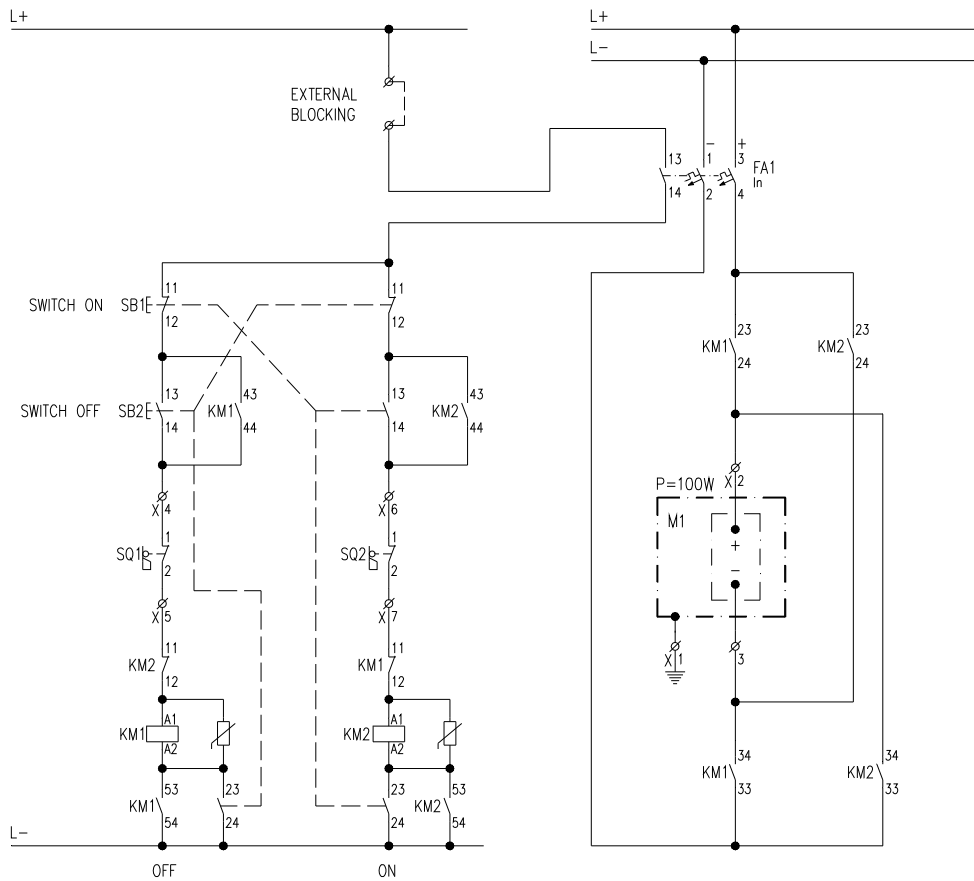 L+
L+
L–
EXTERNAL
BLOCKING
13
14
–
1
2
+
3
4
FA1
In
11
SWITCH ON SB1
12
11
12
13
SWITCH OFF SB2
14
43
KM1
44
13
14
43
KM2
44
23
KM1
24
23
KM2
24
X 4
X 6
P=100W
X 2
M1
+
–
1
SQ1
2
1
SQ2
2
X 5
X 7
11
KM2
12
11
KM1
12
X 1
3
A1
KM1
A2
A1
KM2
A2
53
KM1
54
23
24
23
24
53
KM2
54
34
KM1
33
34
KM2
33
L–
OFF
ON